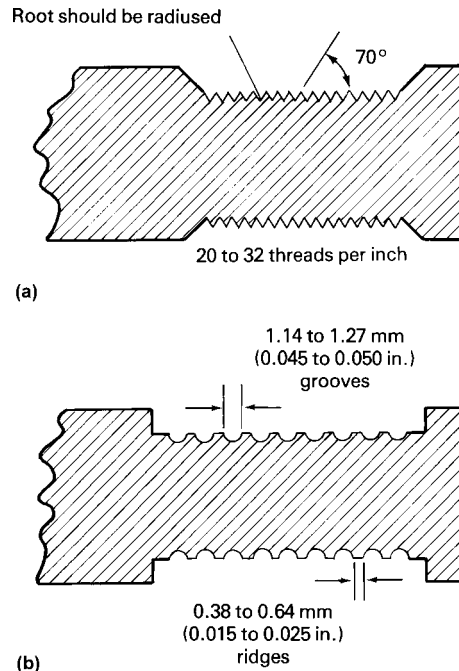 Root should be radiused
70°
20 to 32 threads per inch
(a)
1.14 to 1.27 mm
(0.045 to 0.050 in.)
grooves
0.38 to 0.64 mm
(0.015 to 0.025 in.)
ridges
(b)